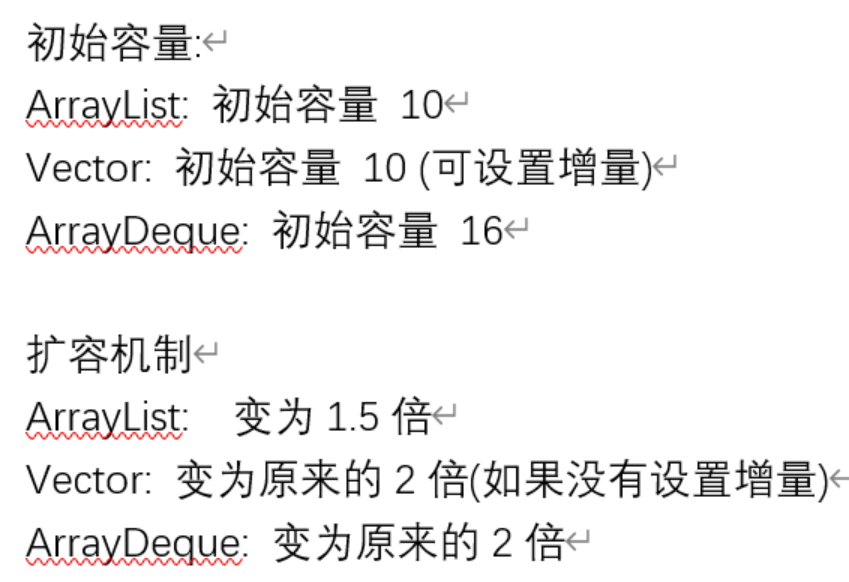 初始容量:
ArrayList: 初始容量 10
Vector: 初始容量 10 (可设置增量)
ArrayDeque: 初始容量 16
扩容机制
ArrayList: 变为 1.5 倍
Vector: 变为原来的 2 倍(如果没有设置增量)
ArrayDeque: 变为原来的 2 倍